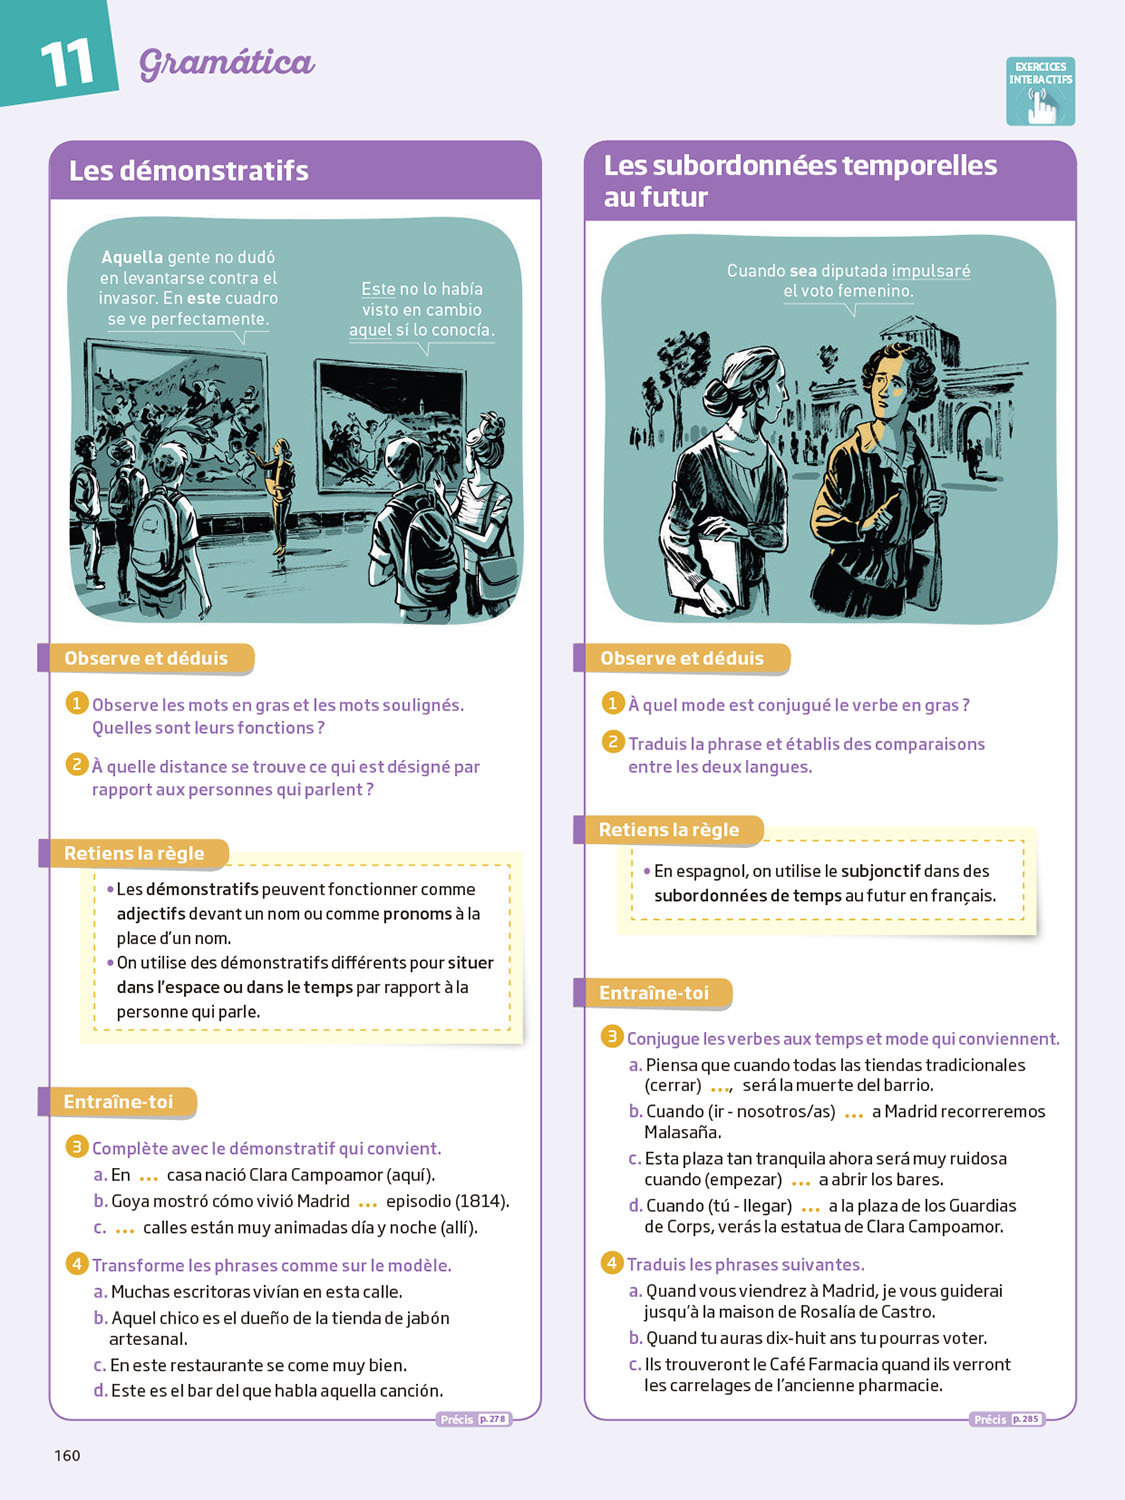 11
Gramática
EXERCICES
INTERACTIFS
Les démonstratifs
Aquella gente no dudó
en levantarse contra el
invasor. En este cuadro
se ve perfectamente.
Este no lo había
visto en cambio
aquel sí lo conocía.
Observe et déduis
1 Observe les mots en gras et les mots soulignés.
Quelles sont leurs fonctions ?
2 À quelle distance se trouve ce qui est désigné par
rapport aux personnes qui parlent ?
Retiens la règle
• Les démonstratifs peuvent fonctionner comme
adjectifs devant un nom ou comme pronoms à la
place d'un nom.
• On utilise des démonstratifs différents pour situer
dans l'espace ou dans le temps par rapport à la
personne qui parle.
Entraîne-toi
3 Complète avec le démonstratif qui convient.
a. En ... casa nació Clara Campoamor (aquí).
b. Goya mostró cómo vivió Madrid ... episodio (1814).
c. ... calles están muy animadas día y noche (allí).
4 Transforme les phrases comme sur le modèle.
a. Muchas escritoras vivían en esta calle.
b. Aquel chico es el dueño de la tienda de jabón
artesanal.
c. En este restaurante se come muy bien.
d. Este es el bar del que habla aquella canción.
Précis p. 278
Les subordonnées temporelles
au futur
Cuando sea diputada impulsaré
el voto femenino.
Observe et déduis
1 À quel mode est conjugué le verbe en gras ?
2 Traduis la phrase et établis des comparaisons
entre les deux langues.
Retiens la règle
• En espagnol, on utilise le subjonctif dans des
subordonnées de temps au futur en français.
Entraîne-toi
3 Conjugue les verbes aux temps et mode qui conviennent.
a. Piensa que cuando todas las tiendas tradicionales
(cerrar) ..., será la muerte del barrio.
b. Cuando (ir - nosotros/as) ... a Madrid recorreremos
Malasaña.
c. Esta plaza tan tranquila ahora será muy ruidosa
cuando (empezar) ... a abrir los bares.
d. Cuando (tú - llegar) ... a la plaza de los Guardias
de Corps, verás la estatua de Clara Campoamor.
4 Traduis les phrases suivantes.
a. Quand vous viendrez à Madrid, je vous guiderai
jusqu'à la maison de Rosalía de Castro.
b. Quand tu auras dix-huit ans tu pourras voter.
c. Ils trouveront le Café Farmacia quand ils verront
les carrelages de l'ancienne pharmacie.
Précis p. 285
160